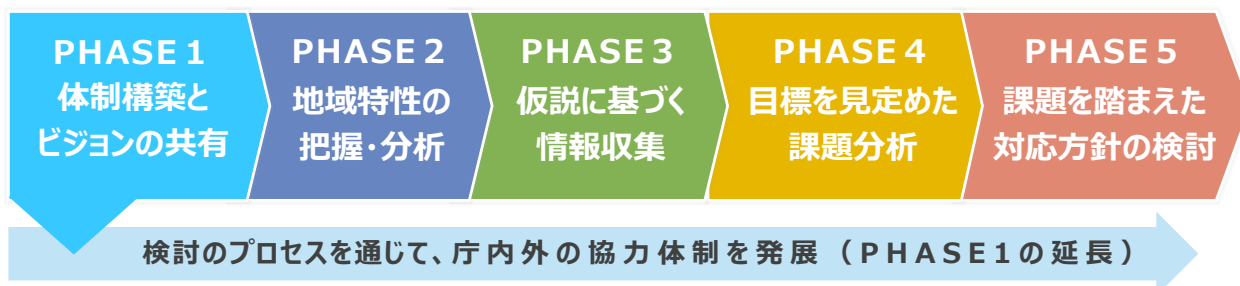 PHASE1
体制構築と
ビジョンの共有
PHASE2
地域特性の
把握・分析
PHASE3
仮説に基づく
情報収集
PHASE4
目標を見定めた
課題分析
PHASE5
課題を踏まえた
対応方針の検討
検討のプロセスを通じて、庁内外の協力体制を発展（PHASE1の延長）